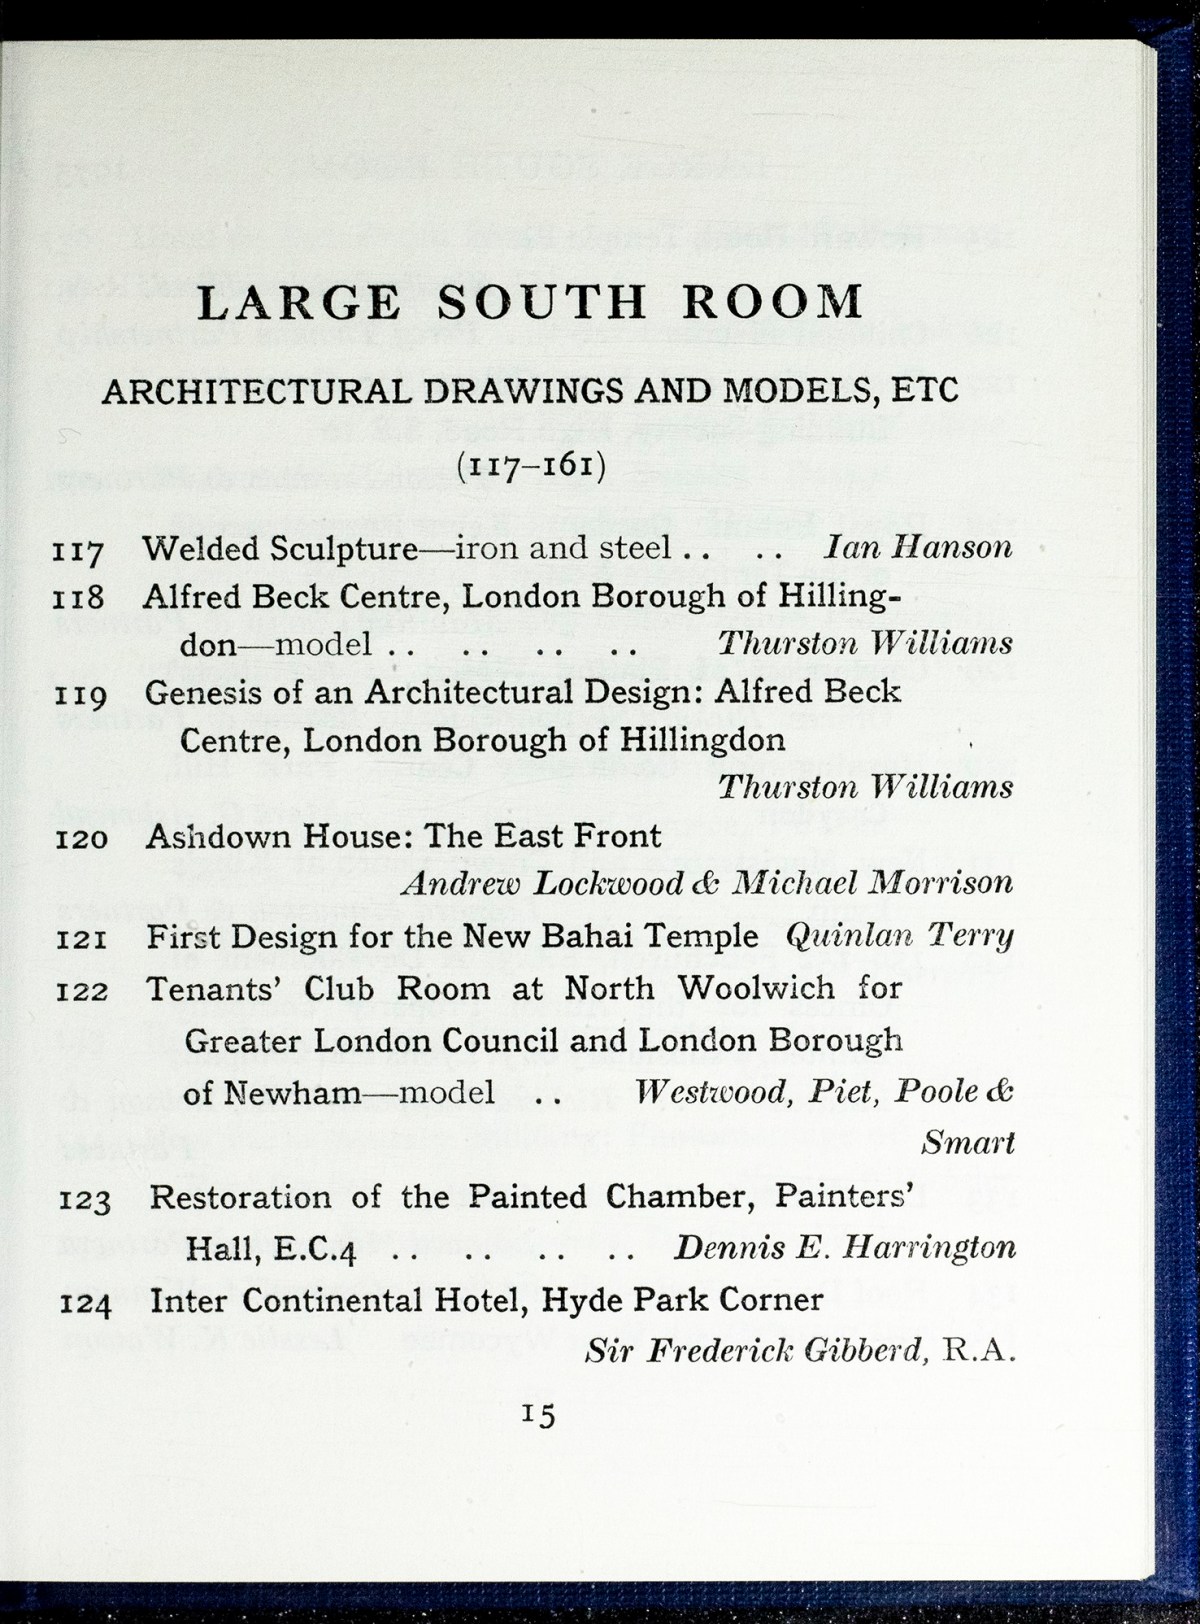 LARGE SOUTH ROOM
ARCHITECTURAL DRAWINGS AND MODELS, ETC
(117–161)
117 Welded Sculpture—iron and steel . . . . Ian Hanson
118 Alfred Beck Centre, London Borough of Hilling-
don—model . . . . . . . . Thurston Williams
119 Genesis of an Architectural Design: Alfred Beck
Centre, London Borough of Hillingdon
Thurston Williams
120 Ashdown House: The East Front
Andrew Lockwood & Michael Morrison
121 First Design for the New Bahai Temple Quinlan Terry
122 Tenants’ Club Room at North Woolwich for
Greater London Council and London Borough
of Newham—model . . Westwood, Piet, Poole &
Smart
123 Restoration of the Painted Chamber, Painters’
Hall, E.C.4 . . . . . . . . Dennis E. Harrington
124 Inter Continental Hotel, Hyde Park Corner
Sir Frederick Gibberd, R.A.
15